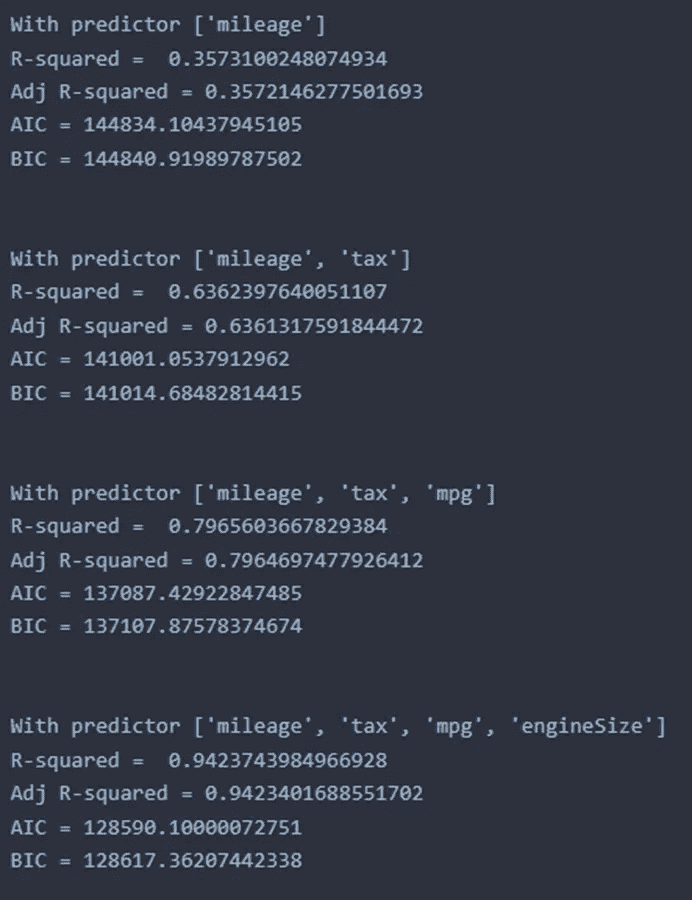 With predictor ['mileage']
R-squared =  0.3573100248074934
Adj R-squared = 0.3572146277501693
AIC = 144834.10437945105
BIC = 144840.91989787502
With predictor ['mileage', 'tax']
R-squared =  0.6362397640051107
Adj R-squared = 0.6361317591844472
AIC = 141001.0537912962
BIC = 141014.68482814415
With predictor ['mileage', 'tax', 'mpg']
R-squared =  0.7965603667829384
Adj R-squared = 0.7964697477926412
AIC = 137087.42922847485
BIC = 137107.87578374674
With predictor ['mileage', 'tax', 'mpg', 'engineSize']
R-squared =  0.9423743984966928
Adj R-squared = 0.9423401688551702
AIC = 128590.10000072751
BIC = 128617.36207442338